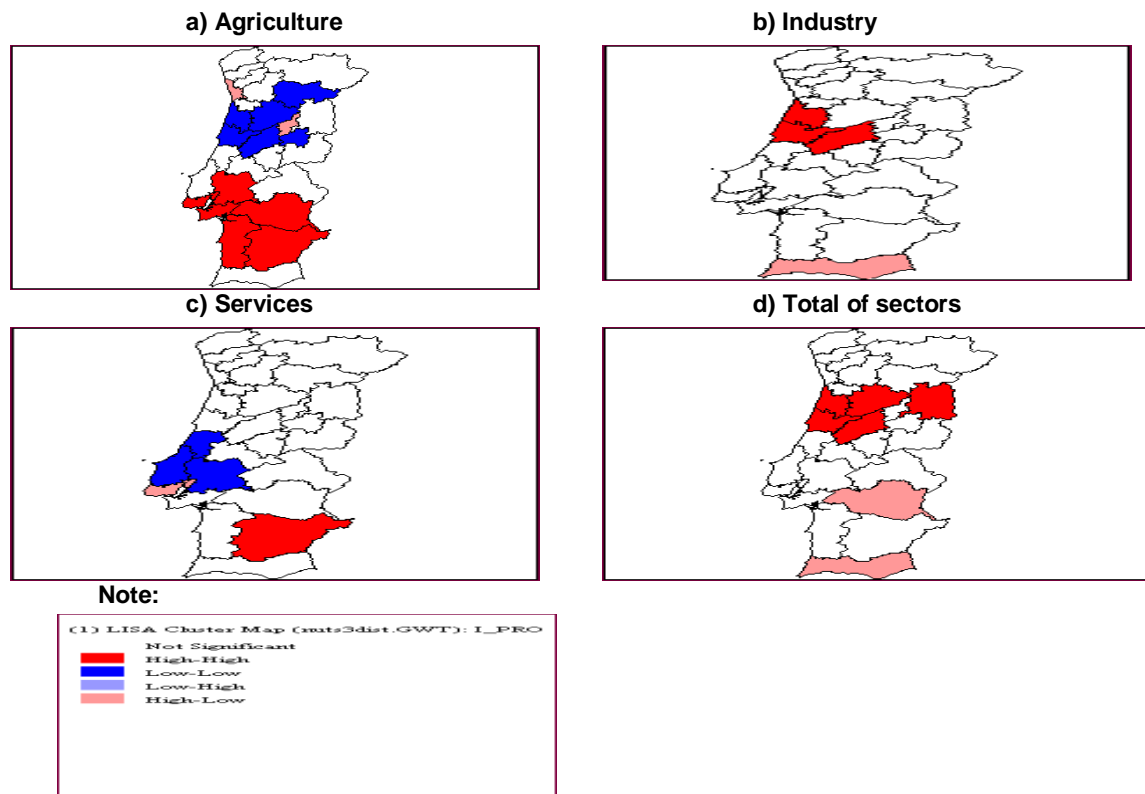 a) Agriculture
b) Industry
c) Services
d) Total of sectors
Note:
(1) LISA Cluster Map (nuts3dist.GWT): I_PRO
Not Significant
High-High
Low-Low
Low-High
High-Low